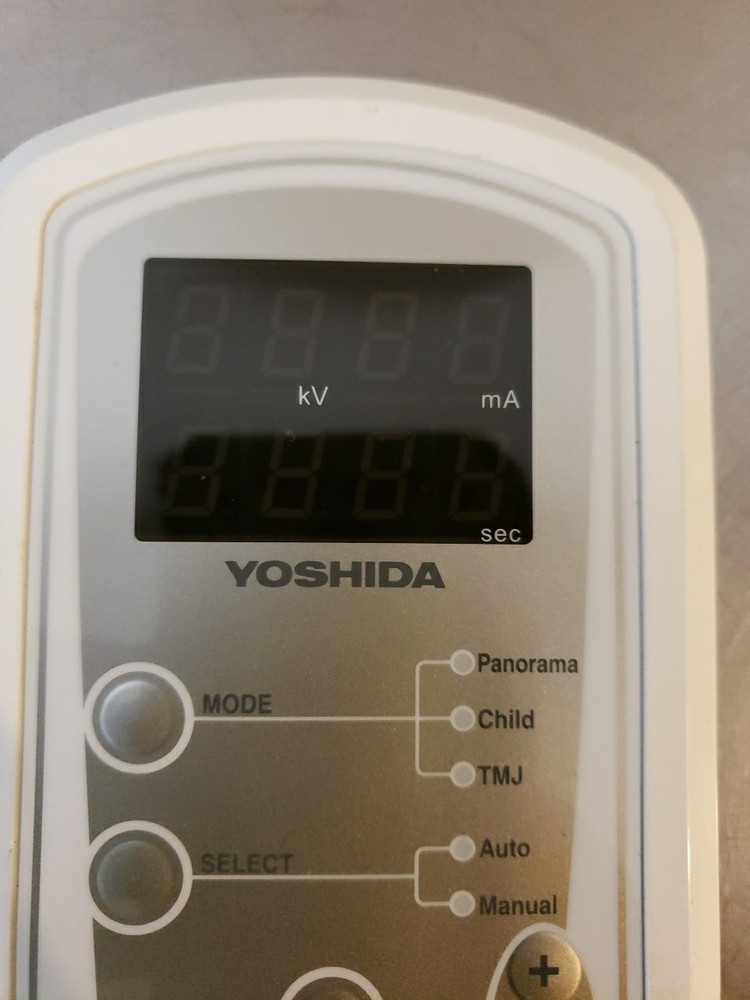 kV mA
sec
YOSHIDA
Panorama
MODE
Child
TMJ
Auto
SELECT
Manual
+